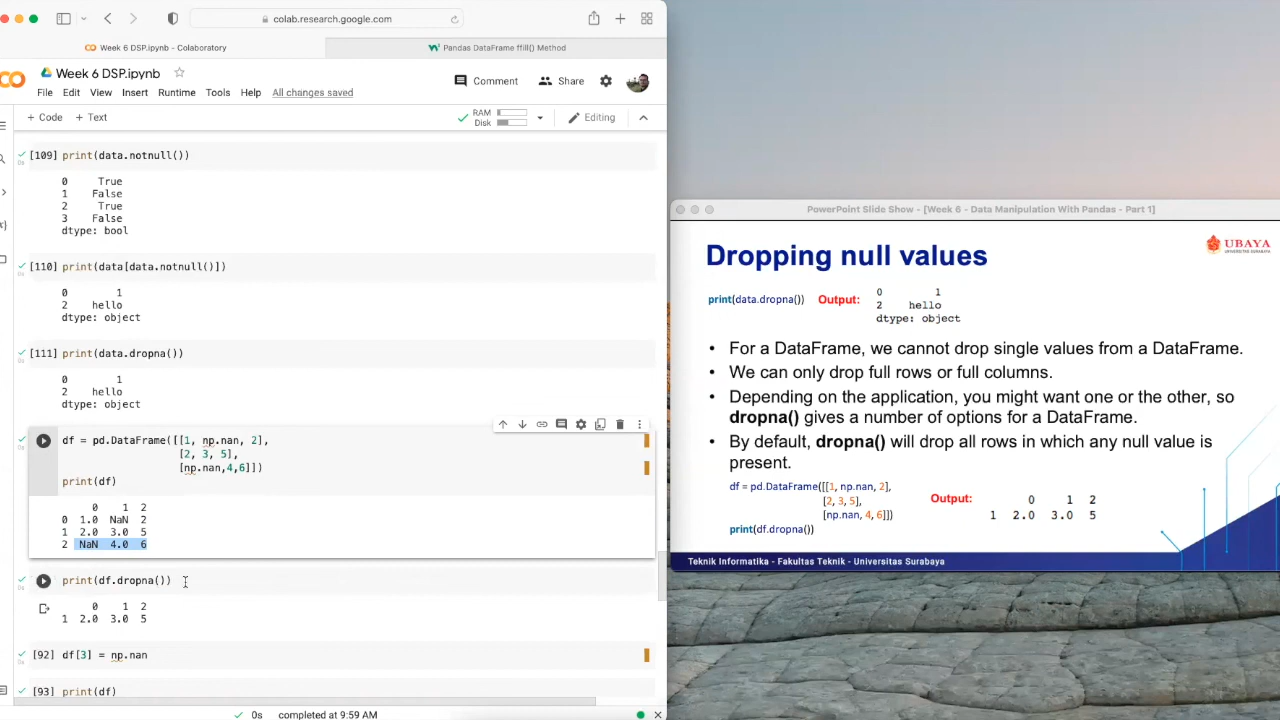 colab.research.google.com
Week 6 DSP.ipynb - Colaboratory
Pandas DataFrame ffill() Method
Week 6 DSP.ipynb
Comment
Share
File Edit View Insert Runtime Tools Help All changes saved
+ Code + Text
RAM
Disk
Editing
[109] print(data.notnull())
0 True
1 False
2 True
3 False
dtype: bool
[110] print(data[data.notnull()])
0 1
2 hello
dtype: object
[111] print(data.dropna())
0 1
2 hello
dtype: object
df = pd.DataFrame([[1, np.nan, 2],
[2, 3, 5],
[np.nan,4,6]])
print(df)
0 1 2
0 1.0 NaN 2
1 2.0 3.0 5
2 NaN 4.0 6
print(df.dropna())
0 1 2
1 2.0 3.0 5
[92] df[3] = np.nan
[93] print(df)
0s completed at 9:59 AM
PowerPoint Slide Show - [Week 6 - Data Manipulation With Pandas - Part 1]
Dropping null values
UBAYA
UNIVERSITAS SURABAYA
print(data.dropna()) Output:
0 1
2 hello
dtype: object
• For a DataFrame, we cannot drop single values from a DataFrame.
• We can only drop full rows or full columns.
• Depending on the application, you might want one or the other, so
dropna() gives a number of options for a DataFrame.
• By default, dropna() will drop all rows in which any null value is
present.
df = pd.DataFrame([[1, np.nan, 2],
[2, 3, 5],
[np.nan, 4, 6]])
print(df.dropna())
Output:
0 1 2
1 2.0 3.0 5
Teknik Informatika - Fakultas Teknik - Universitas Surabaya